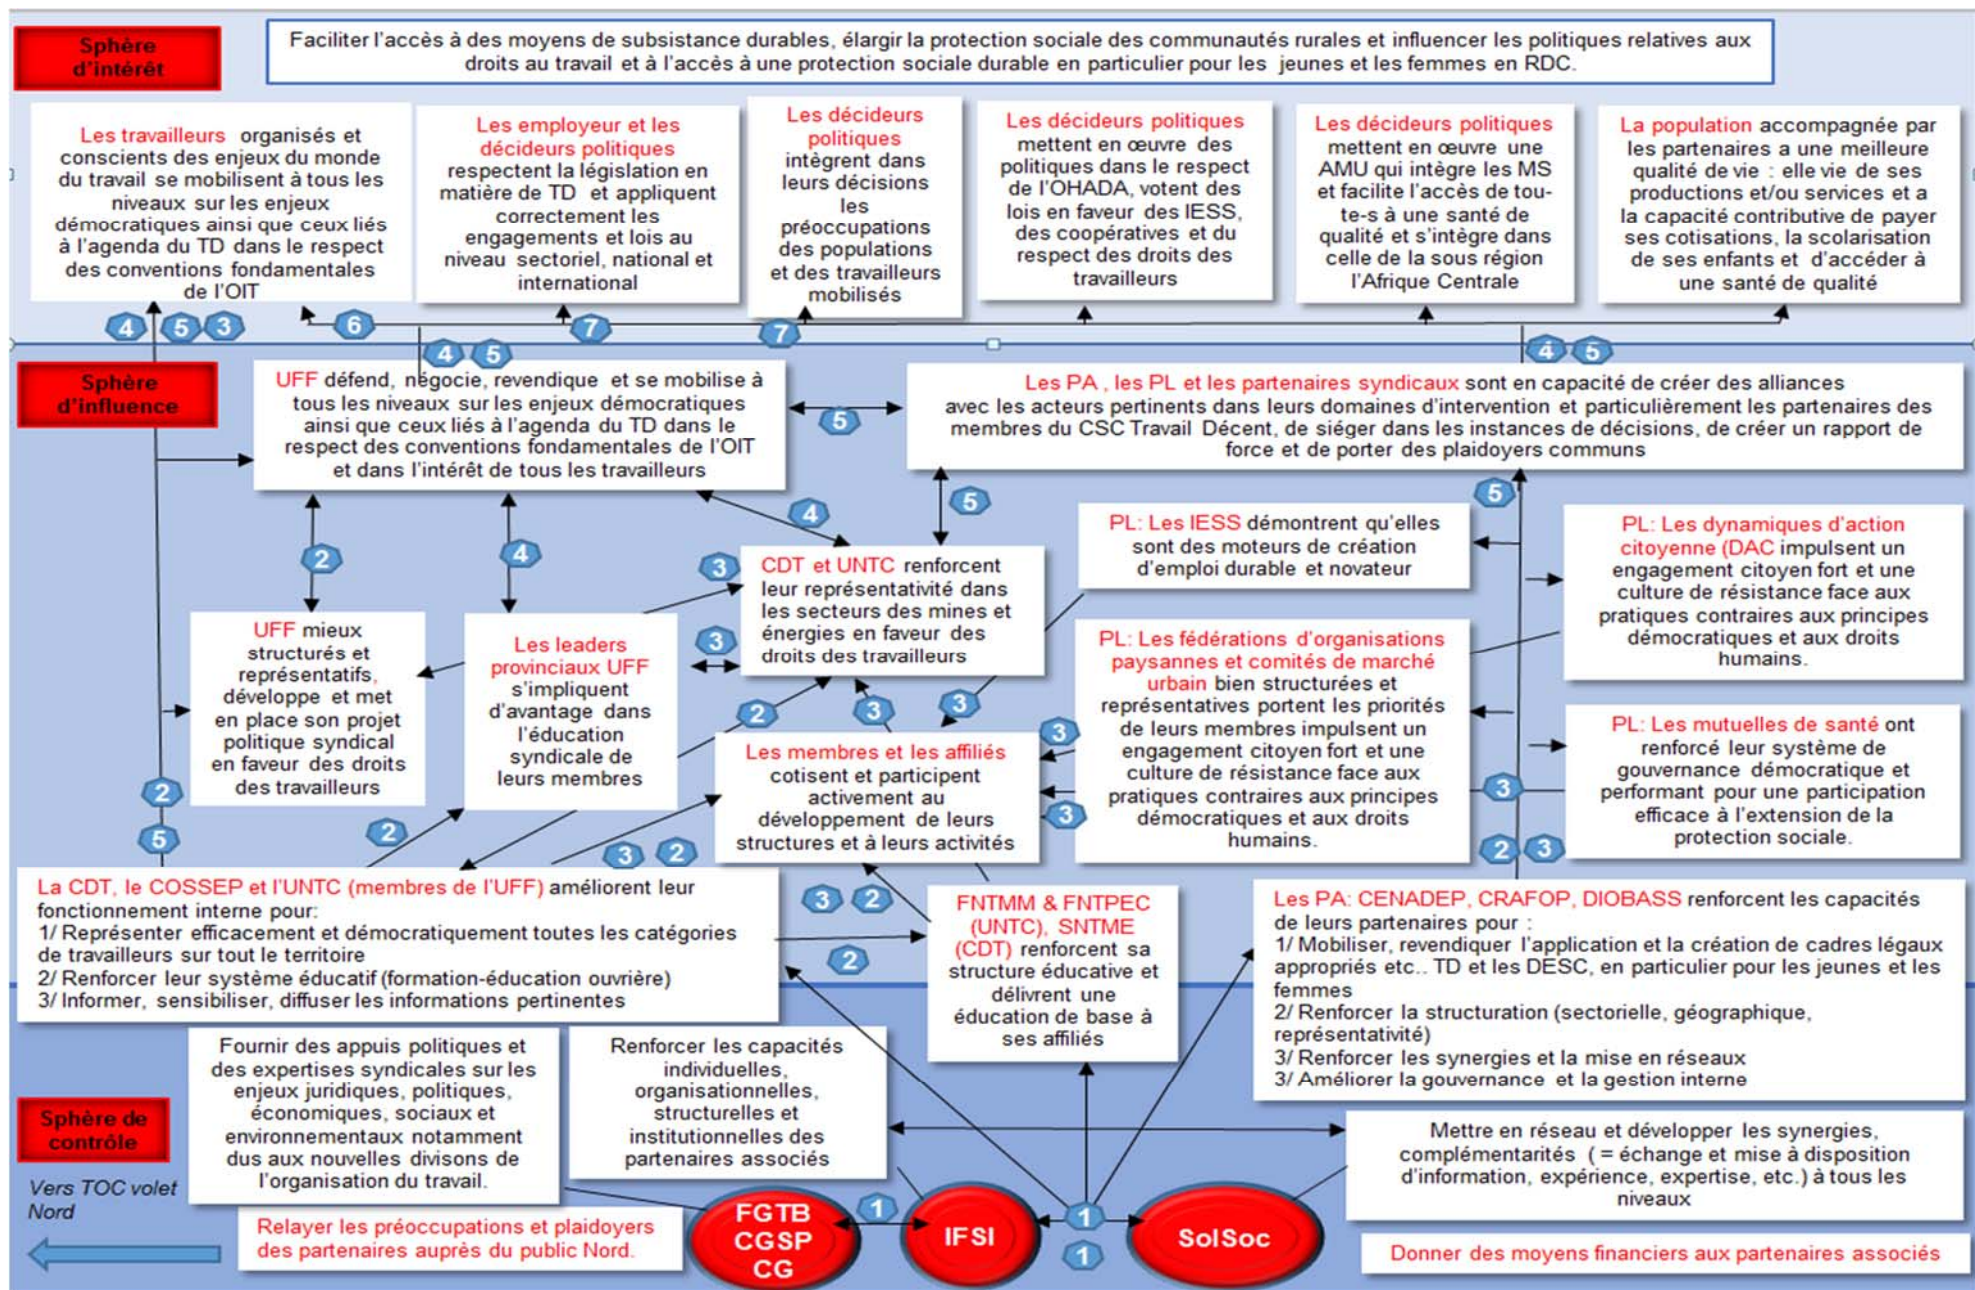 Sphère
d'intérêt
Faciliter l'accès à des moyens de subsistance durables, élargir la protection sociale des communautés rurales et influencer les politiques relatives aux
droits au travail et à l'accès à une protection sociale durable en particulier pour les jeunes et les femmes en RDC.
Les travailleurs organisés et
conscients des enjeux du monde
du travail se mobilisent à tous les
niveaux sur les enjeux
démocratiques ainsi que ceux liés
à l'agenda du TD dans le respect
des conventions fondamentales
de l'OIT
Les employeur et les
décideurs politiques
respectent la législation en
matière de TD et appliquent
correctement les
engagements et lois au
niveau sectoriel, national et
international
Les décideurs
politiques
intègrent dans
leurs décisions
les
préoccupations
des populations
et des travailleurs
mobilisés
Les décideurs politiques
mettent en œuvre des
politiques dans le respect
de l'OHADA, votent des
lois en faveur des IESS,
des coopératives et du
respect des droits des
travailleurs
Les décideurs politiques
mettent en œuvre une
AMU qui intègre les MS
et facilite l'accès de tou-
te-s à une santé de
qualité et s'intègre dans
celle de la sous région
l'Afrique Centrale
La population accompagnée par
les partenaires a une meilleure
qualité de vie : elle vie de ses
productions et/ou services et a
la capacité contributive de payer
ses cotisations, la scolarisation
de ses enfants et d'accéder à
une santé de qualité
4 5 3 6 7 7
4 5 4 5
Sphère
d'influence
UFF défend, négocie, revendique et se mobilise à
tous les niveaux sur les enjeux démocratiques
ainsi que ceux liés à l'agenda du TD dans le
respect des conventions fondamentales de l'OIT
et dans l'intérêt de tous les travailleurs
5
Les PA , les PL et les partenaires syndicaux sont en capacité de créer des alliances
avec les acteurs pertinents dans leurs domaines d'intervention et particulièrement les partenaires des
membres du CSC Travail Décent, de siéger dans les instances de décisions, de créer un rapport de
force et de porter des plaidoyers communs
2
4
4
5
5
3
3
CDT et UNTC renforcent
leur représentativité dans
les secteurs des mines et
énergies en faveur des
droits des travailleurs
PL: Les IESS démontrent qu'elles
sont des moteurs de création
d'emploi durable et novateur
PL: Les dynamiques d'action
citoyenne (DAC impulsent un
engagement citoyen fort et une
culture de résistance face aux
pratiques contraires aux principes
démocratiques et aux droits
humains.
UFF mieux
structurés et
représentatifs,
développe et met
en place son projet
politique syndical
en faveur des droits
des travailleurs
Les leaders
provinciaux UFF
s'impliquent
d'avantage dans
l'éducation
syndicale de
leurs membres
PL: Les fédérations d'organisations
paysannes et comités de marché
urbain bien structurées et
représentatives portent les priorités
de leurs membres impulsent un
engagement citoyen fort et une
culture de résistance face aux
pratiques contraires aux principes
démocratiques et aux droits
humains.
2
3
3
3
3
3
PL: Les mutuelles de santé ont
renforcé leur système de
gouvernance démocratique et
performant pour une participation
efficace à l'extension de la
protection sociale.
Les membres et les affiliés
cotisent et participent
activement au
développement de leurs
structures et à leurs activités
2
5
2
3 2
2 3
La CDT, le COSSEP et l'UNTC (membres de l'UFF) améliorent leur
fonctionnement interne pour:
1/ Représenter efficacement et démocratiquement toutes les catégories
de travailleurs sur tout le territoire
2/ Renforcer leur système éducatif (formation-éducation ouvrière)
3/ Informer, sensibiliser, diffuser les informations pertinentes
3 2
2
FNTMM & FNTPEC
(UNTC), SNTME
(CDT) renforcent sa
structure éducative et
délivrent une
éducation de base à
ses affiliés
Les PA: CENADEP, CRAFOP, DIOBASS renforcent les capacités
de leurs partenaires pour :
1/ Mobiliser, revendiquer l'application et la création de cadres légaux
appropriés etc.. TD et les DESC, en particulier pour les jeunes et les
femmes
2/ Renforcer la structuration (sectorielle, géographique,
représentativité)
3/ Renforcer les synergies et la mise en réseaux
3/ Améliorer la gouvernance et la gestion interne
Sphère de
contrôle
Fournir des appuis politiques et
des expertises syndicales sur les
enjeux juridiques, politiques,
économiques, sociaux et
environnementaux notamment
dus aux nouvelles divisons de
l'organisation du travail.
Renforcer les capacités
individuelles,
organisationnelles,
structurelles et
institutionnelles des
partenaires associés
Mettre en réseau et développer les synergies,
complémentarités ( = échange et mise à disposition
d'information, expérience, expertise, etc.) à tous les
niveaux
Vers TOC volet
Nord
Relayer les préoccupations et plaidoyers
des partenaires auprès du public Nord.
FGTB
CGSP
CG
1
IFSI
1
1
SolSoc
Donner des moyens financiers aux partenaires associés